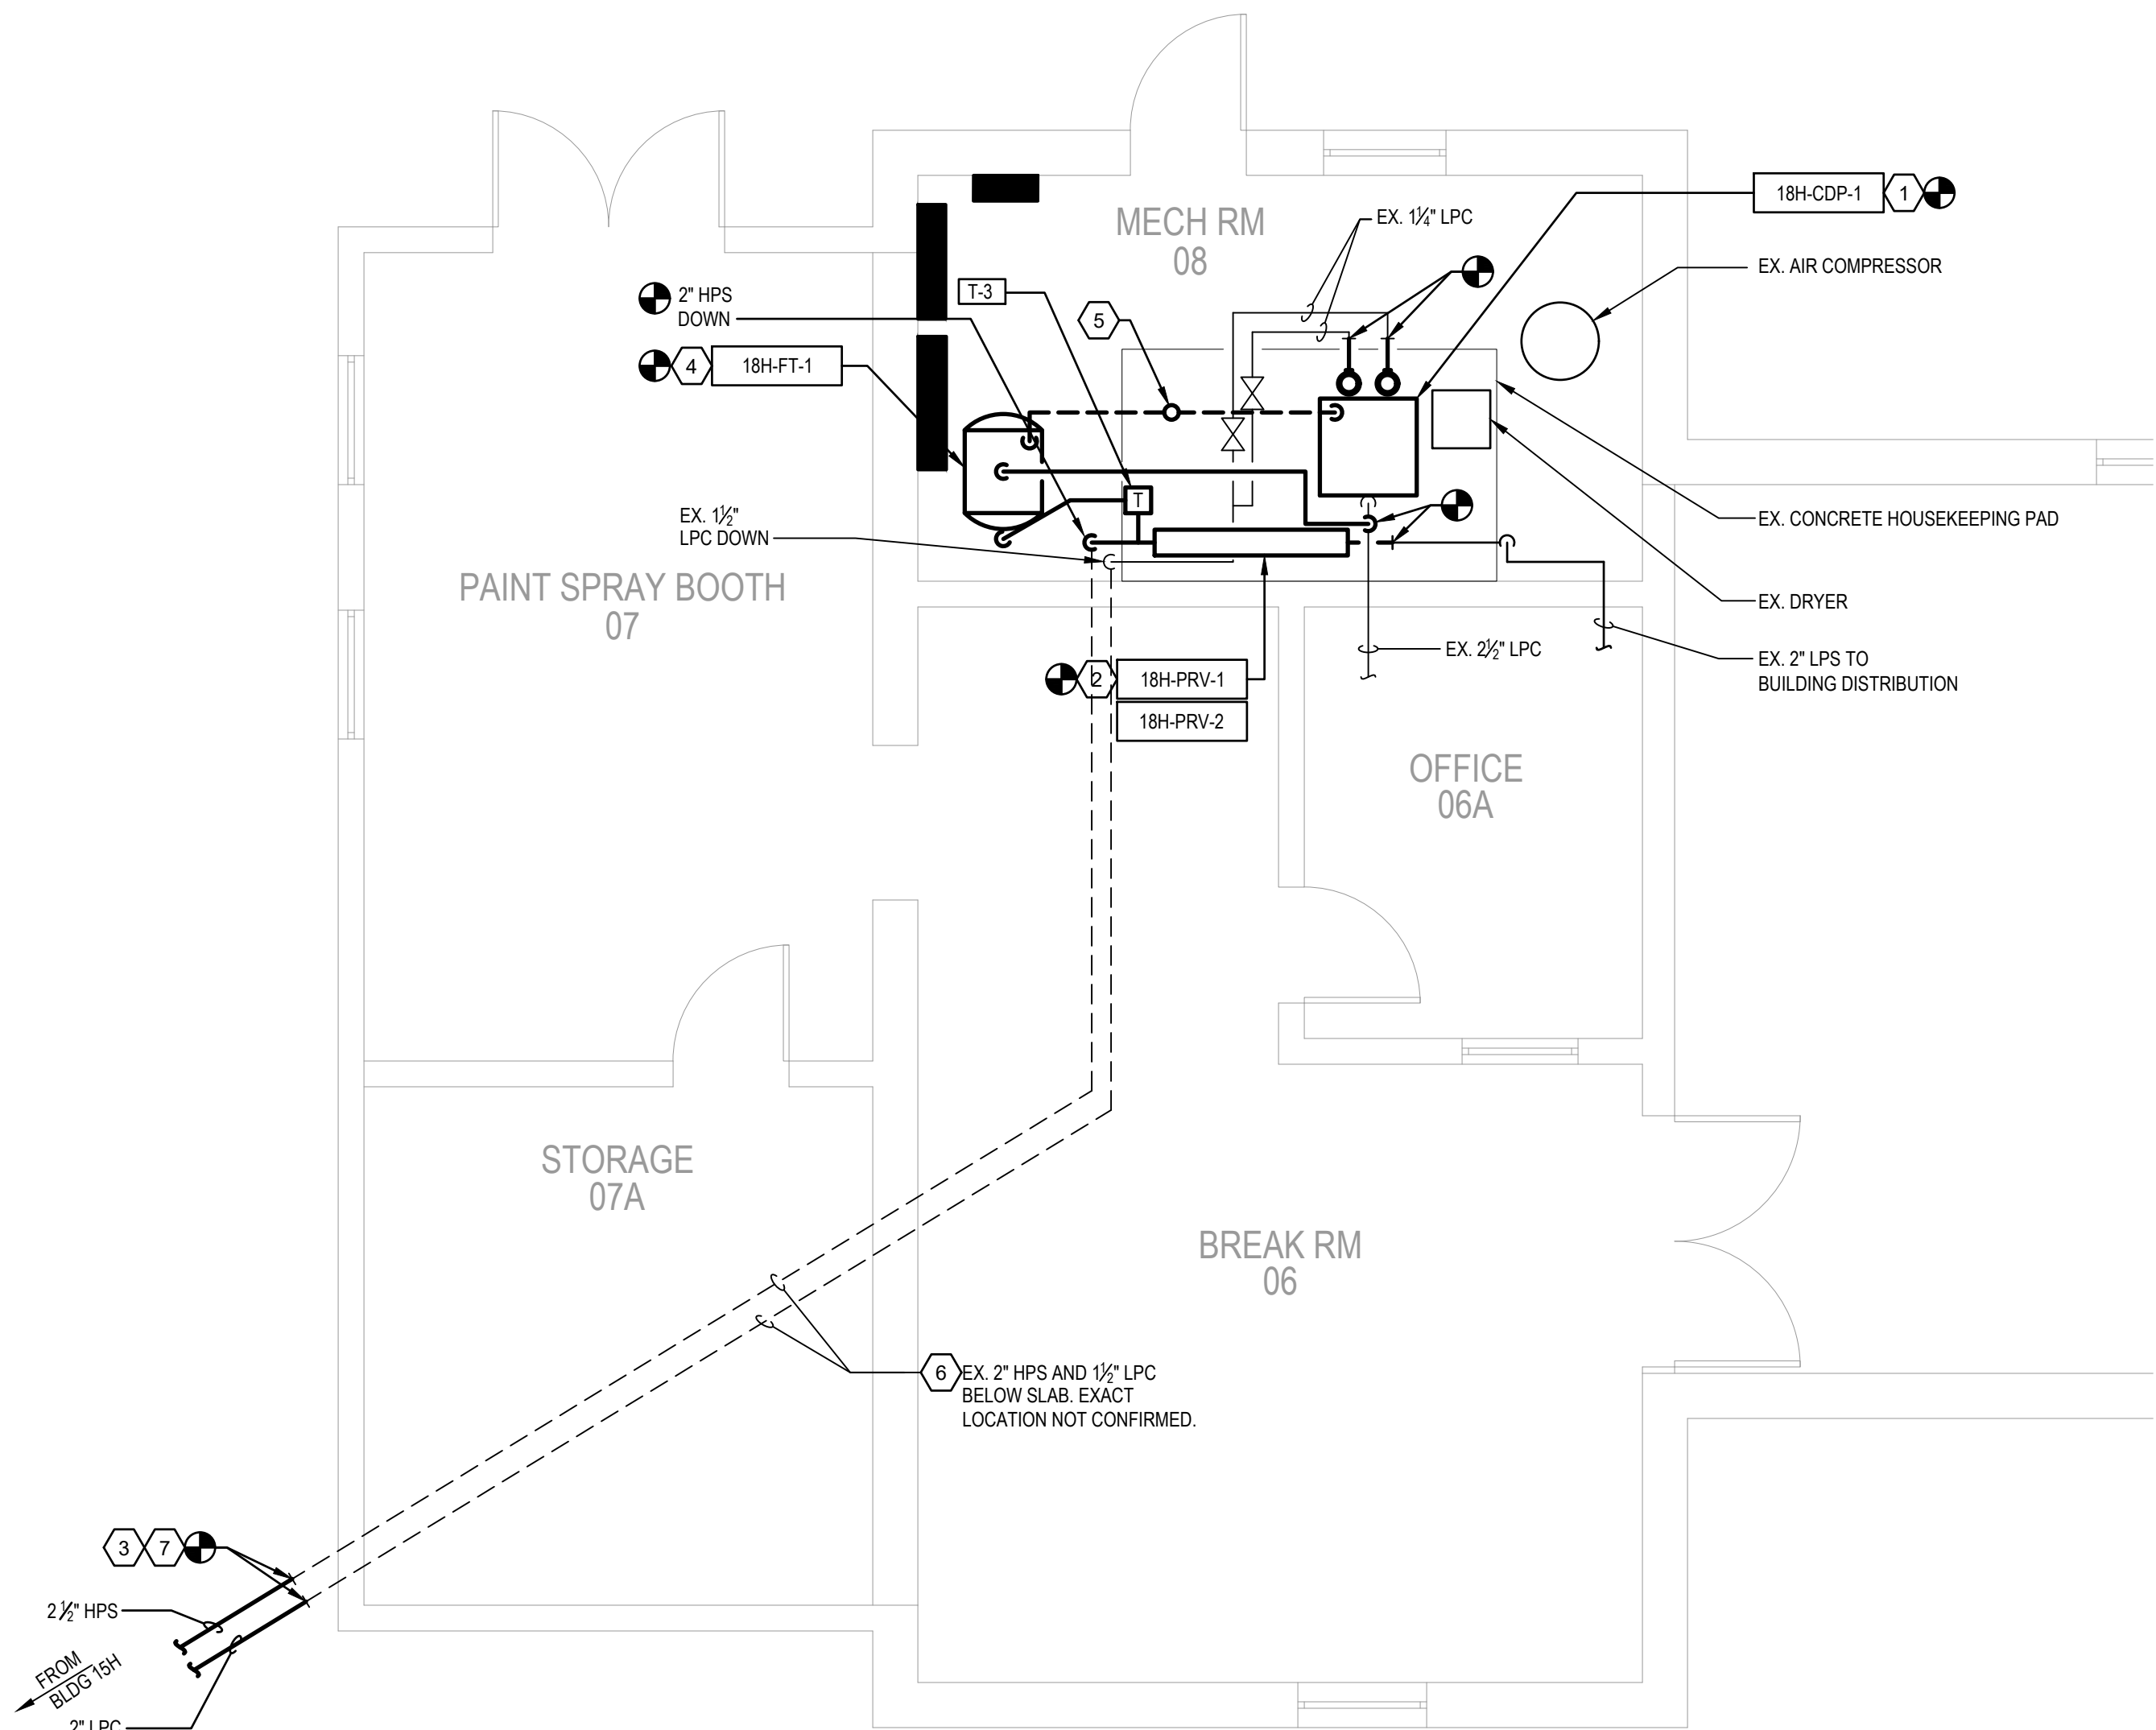 MECH RM
08
EX. 1¼" LPC
18H-CDP-1
1
EX. AIR COMPRESSOR
2" HPS
DOWN
T-3
5
4
18H-FT-1
T
EX. 1½"
LPC DOWN
EX. CONCRETE HOUSEKEEPING PAD
PAINT SPRAY BOOTH
07
EX. DRYER
EX. 2½" LPC
EX. 2" LPS TO
BUILDING DISTRIBUTION
2
18H-PRV-1
18H-PRV-2
OFFICE
06A
STORAGE
07A
BREAK RM
06
6
EX. 2" HPS AND 1½" LPC
BELOW SLAB. EXACT
LOCATION NOT CONFIRMED.
3
7
2 ½" HPS
FROM
BLDG 15H
2" LPC